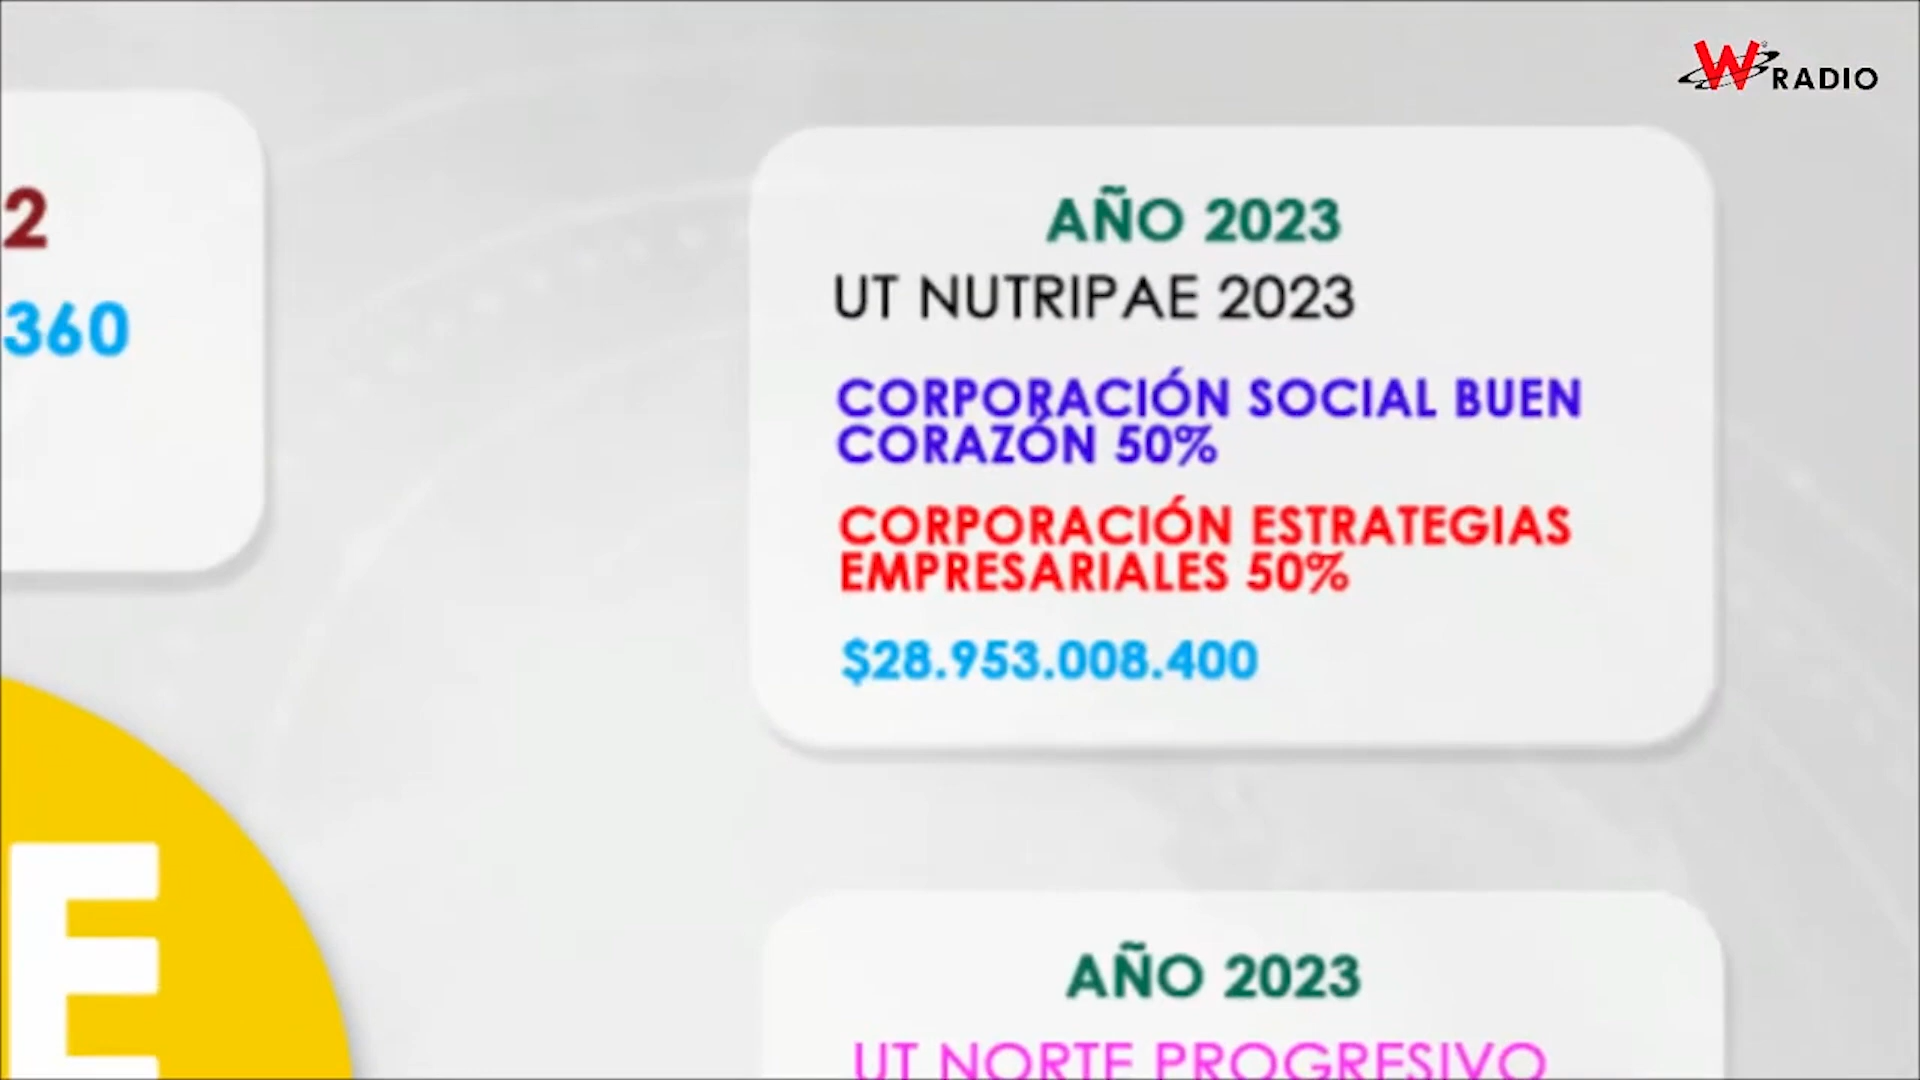 W RADIO
2
360
AÑO 2023
UT NUTRIPAE 2023
CORPORACIÓN SOCIAL BUEN
CORAZÓN 50%
CORPORACIÓN ESTRATEGIAS
EMPRESARIALES 50%
$28.953.008.400
E
AÑO 2023
UT NORTE PROGRESIVO